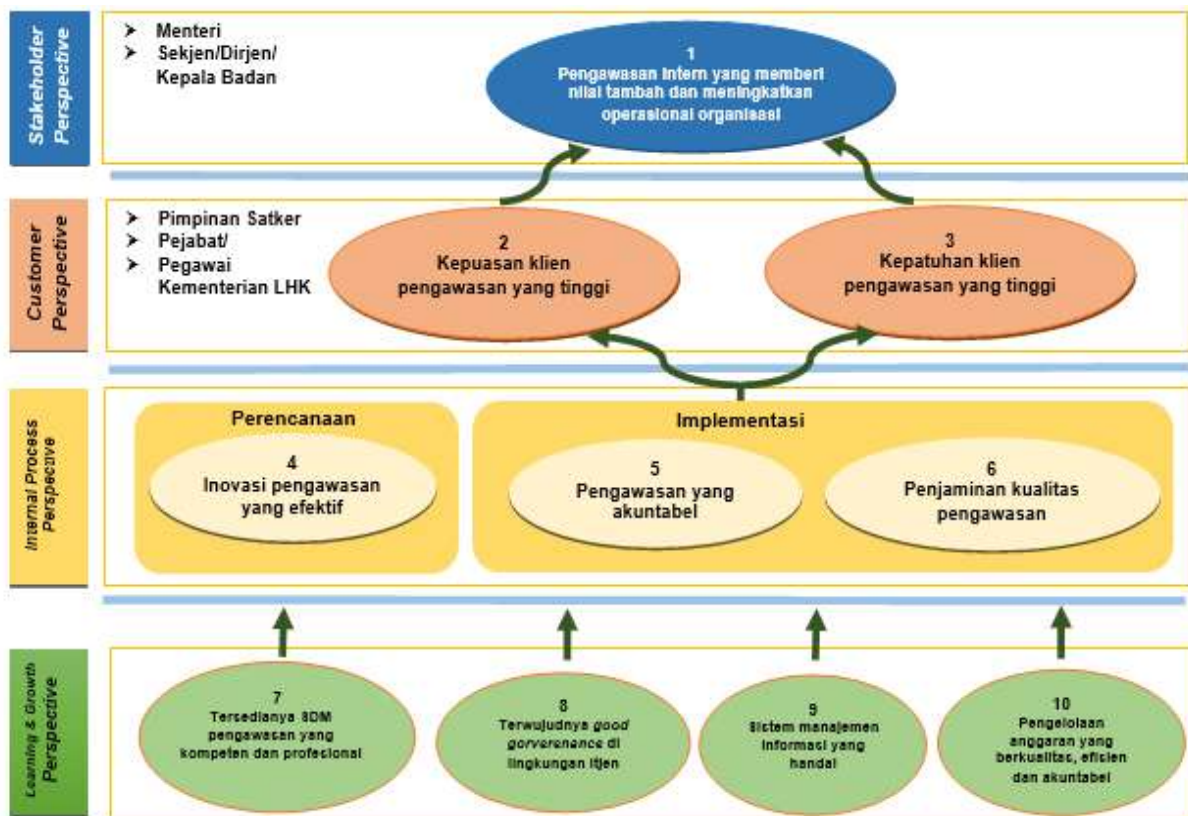 Stakeholder
Perspective
➤ Menteri
➤ Sekjen/Dirjen/
Kepala Badan
1
Pengawasan Intern yang memberi
nilai tambah dan meningkatkan
operasional organisasi
Customer
Perspective
➤ Pimpinan Satker
➤ Pejabat/
➤ Pegawai
Kementerian LHK
2
Kepuasan klien
pengawasan yang tinggi
3
Kepatuhan klien
pengawasan yang tinggi
Internal Process
Perspective
Perencanaan
4
Inovasi pengawasan
yang efektif
Implementasi
5
Pengawasan yang
akuntabel
6
Penjaminan kualitas
pengawasan
Learning & Growth
Perspective
7
Tersedianya SDM
pengawasan yang
kompeten dan profesional
8
Terwujudnya good
gorverenance di
lingkungan Itjen
9
Sistem manajemen
informasi yang
handal
10
Pengelolaan
anggaran yang
berkualitas, efisien
dan akuntabel